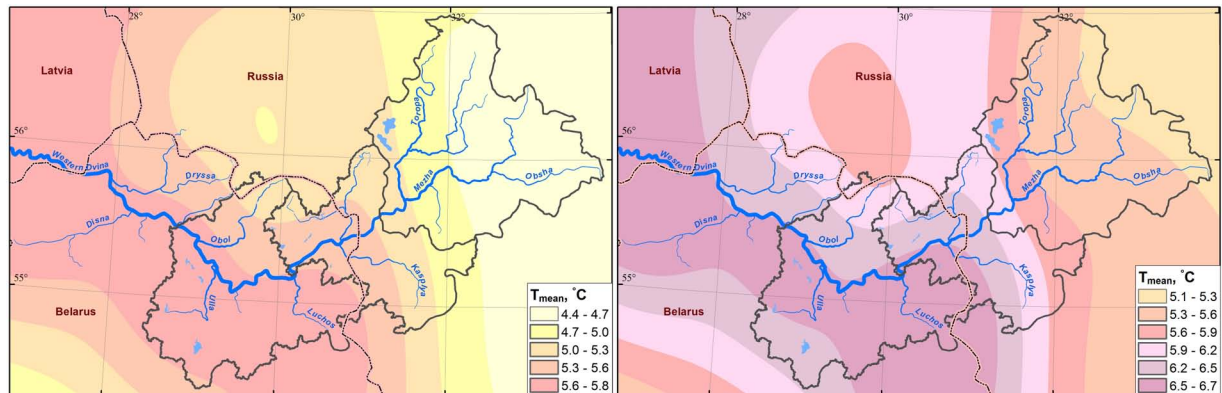 28°
30°
32°
Latvia
Russia
Toropa
56°
Western Dvina
Dryssa
Mezha
Obsha
Disna
Obol
55°
Kasplya
Ulla
Luchos
Belarus
Tmean, °C
4.4 - 4.7
4.7 - 5.0
5.0 - 5.3
5.3 - 5.6
5.6 - 5.8
28°
30°
32°
Latvia
Russia
Toropa
56°
Western Dvina
Dryssa
Mezha
Obsha
Disna
Obol
55°
Kasplya
Ulla
Luchos
Belarus
Tmean, °C
5.1 - 5.3
5.3 - 5.6
5.6 - 5.9
5.9 - 6.2
6.2 - 6.5
6.5 - 6.7